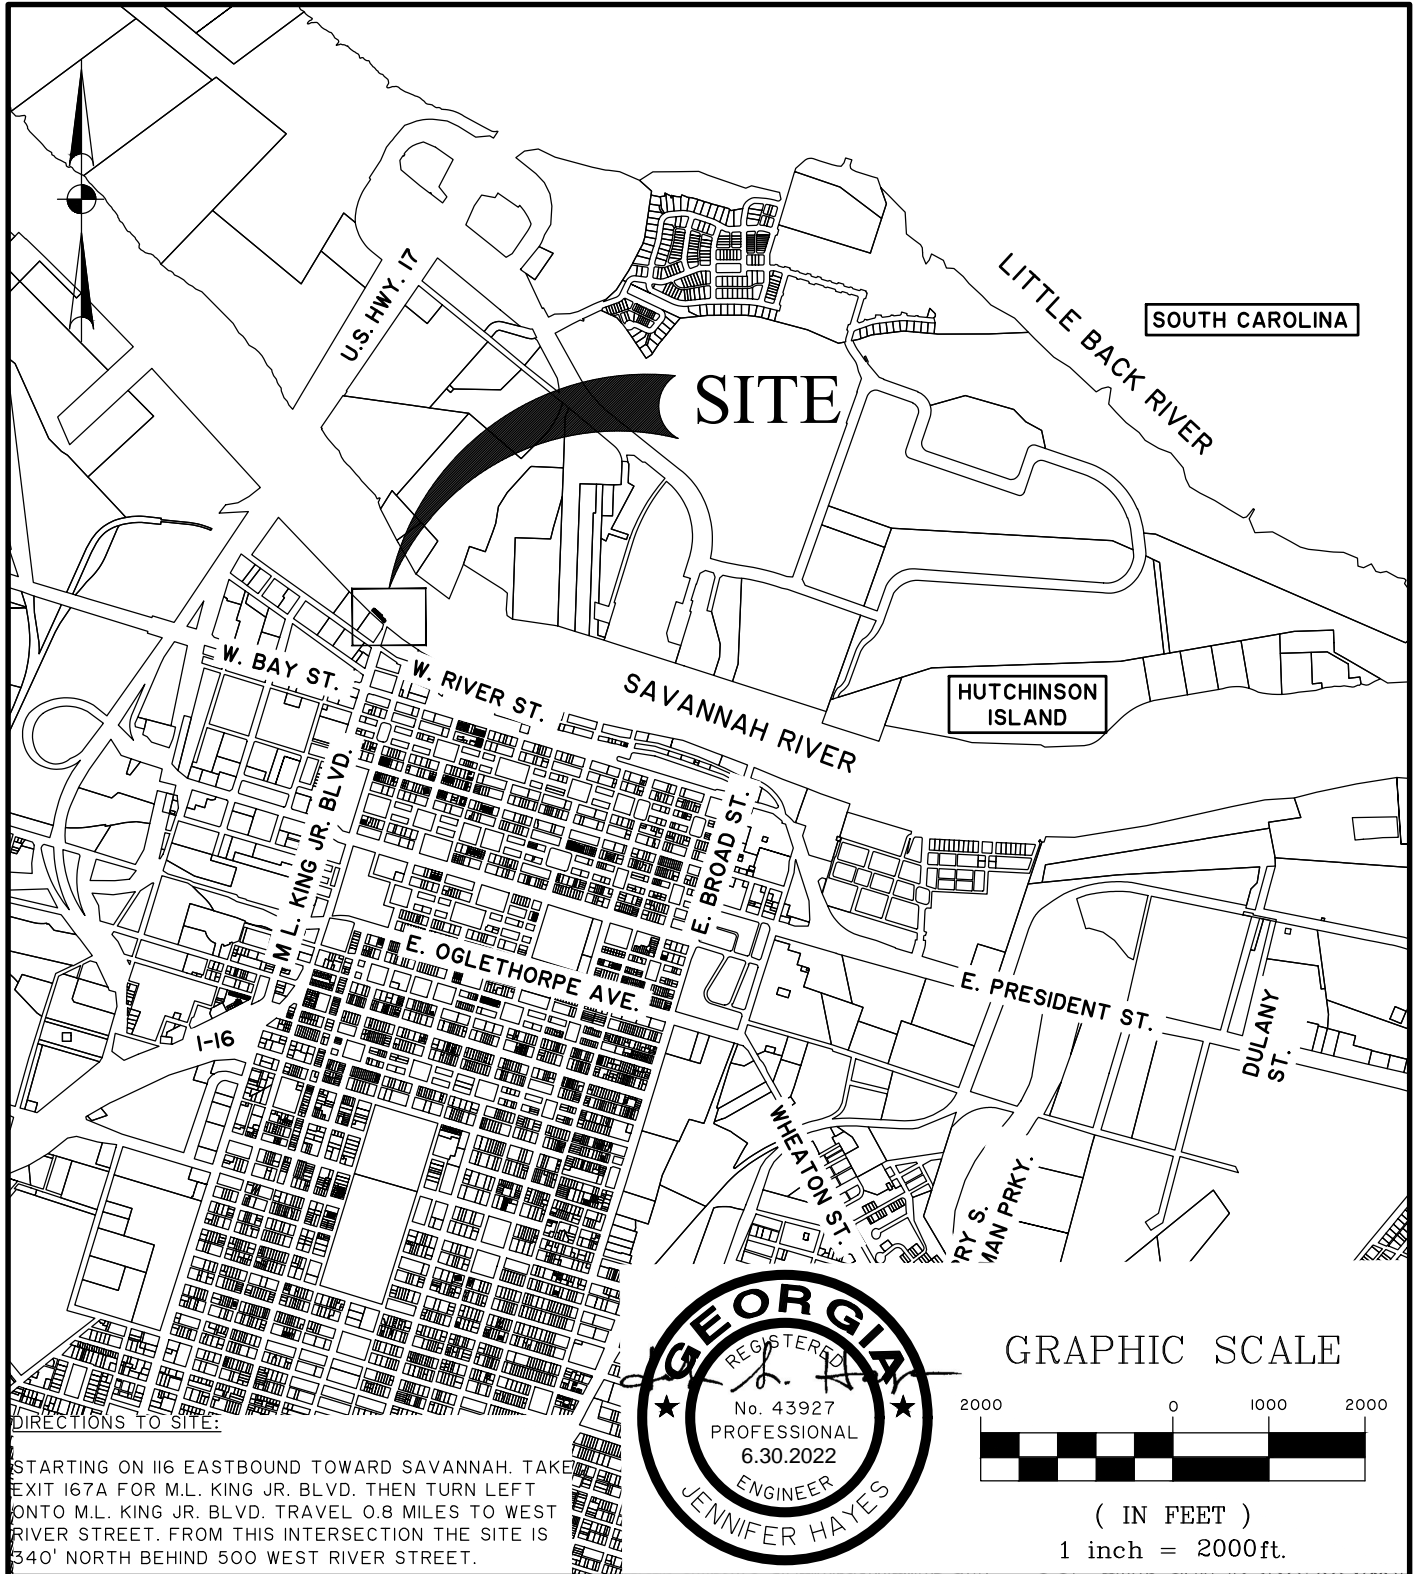 U.S. HWY. 17
LITTLE BACK RIVER
SOUTH CAROLINA
SITE
W. BAY ST.
W. RIVER ST.
SAVANNAH RIVER
HUTCHINSON
ISLAND
M L. KING JR. BLVD.
E. BROAD ST.
E. OGLETHORPE AVE.
E. PRESIDENT ST.
DULANY
ST.
I-16
WHEATON ST.
RY S.
MAN PRKY.
DIRECTIONS TO SITE:
STARTING ON I16 EASTBOUND TOWARD SAVANNAH. TAKE
EXIT 167A FOR M.L. KING JR. BLVD. THEN TURN LEFT
ONTO M.L. KING JR. BLVD. TRAVEL 0.8 MILES TO WEST
RIVER STREET. FROM THIS INTERSECTION THE SITE IS
340' NORTH BEHIND 500 WEST RIVER STREET.
GEORGIA
REGISTERED
No. 43927
PROFESSIONAL
6.30.2022
ENGINEER
JENNIFER HAYES
GRAPHIC SCALE
2000 0 1000 2000
( IN FEET )
1 inch = 2000ft.